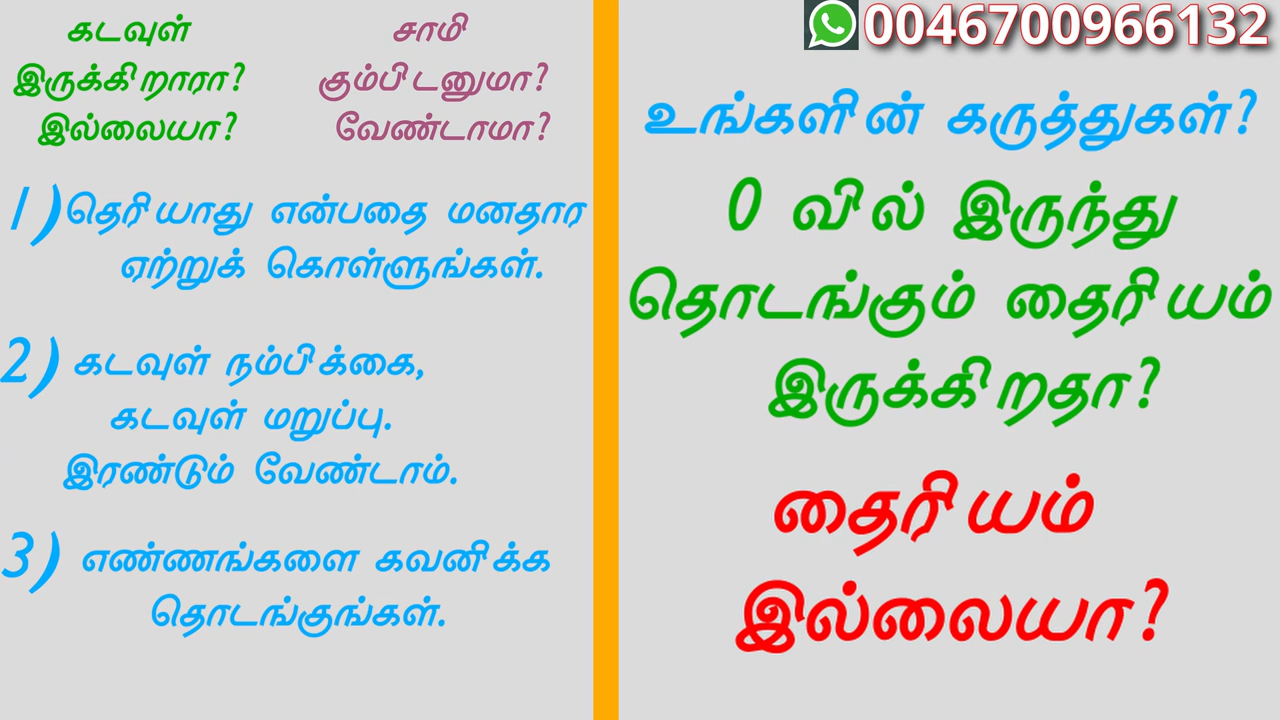 கடவுள்
இருக்கிறாரா?
இல்லையா?
சாமி
கும்பிடனுமா?
வேண்டாமா?
1) தெரியாது என்பதை மனதார
ஏற்றுக் கொள்ளுங்கள்.
2) கடவுள் நம்பிக்கை,
கடவுள் மறுப்பு.
இரண்டும் வேண்டாம்.
3) எண்ணங்களை கவனிக்க
தொடங்குங்கள்.
0046700966132
உங்களின் கருத்துகள்?
0 வில் இருந்து
தொடங்கும் தைரியம்
இருக்கிறதா?
தைரியம்
இல்லையா?